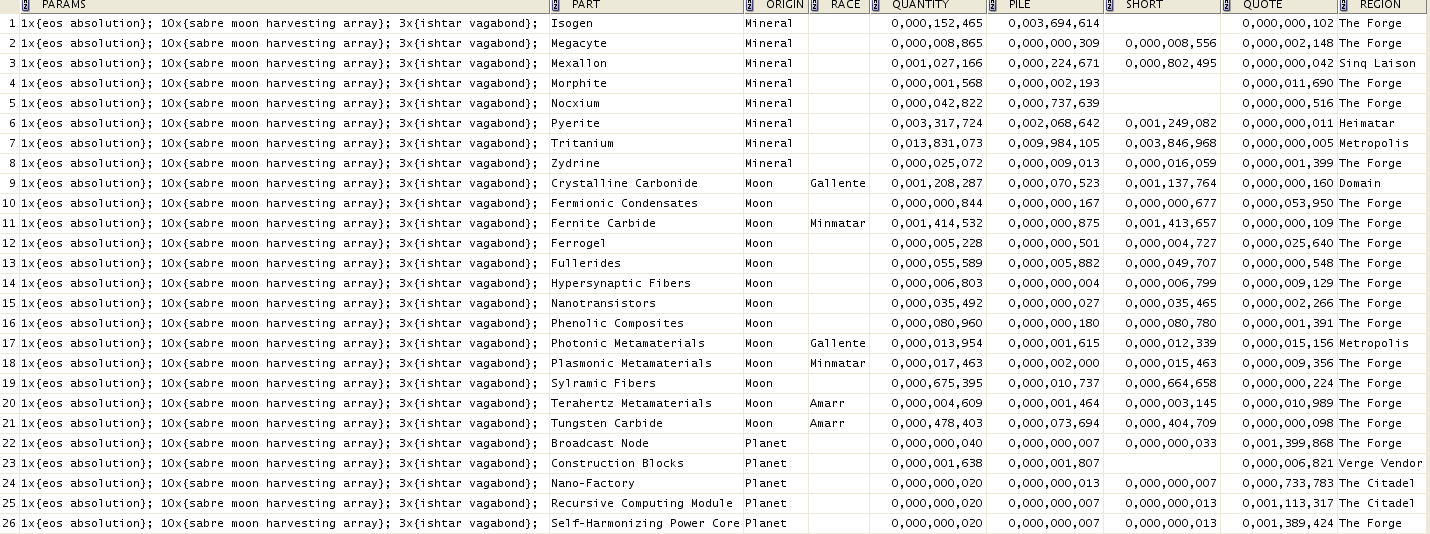 PARAMS PART ORIGIN RACE QUANTITY PILE SHORT QUOTE REGION
1 1x{eos absolution}; 10x{sabre moon harvesting array}; 3x{ishtar vagabond}; Isogen Mineral 0,000,152,465 0,003,694,614 0,000,000,102 The Forge
2 1x{eos absolution}; 10x{sabre moon harvesting array}; 3x{ishtar vagabond}; Megacyte Mineral 0,000,008,865 0,000,000,309 0,000,008,556 0,000,002,148 The Forge
3 1x{eos absolution}; 10x{sabre moon harvesting array}; 3x{ishtar vagabond}; Mexallon Mineral 0,001,027,166 0,000,224,671 0,000,802,495 0,000,000,042 Sinq Laison
4 1x{eos absolution}; 10x{sabre moon harvesting array}; 3x{ishtar vagabond}; Morphite Mineral 0,000,001,568 0,000,002,193 0,000,011,690 The Forge
5 1x{eos absolution}; 10x{sabre moon harvesting array}; 3x{ishtar vagabond}; Nocxium Mineral 0,000,042,822 0,000,737,639 0,000,000,516 The Forge
6 1x{eos absolution}; 10x{sabre moon harvesting array}; 3x{ishtar vagabond}; Pyerite Mineral 0,003,317,724 0,002,068,642 0,001,249,082 0,000,000,011 Heimatar
7 1x{eos absolution}; 10x{sabre moon harvesting array}; 3x{ishtar vagabond}; Tritanium Mineral 0,013,831,073 0,009,984,105 0,003,846,968 0,000,000,005 Metropolis
8 1x{eos absolution}; 10x{sabre moon harvesting array}; 3x{ishtar vagabond}; Zydrine Mineral 0,000,025,072 0,000,009,013 0,000,016,059 0,000,001,399 The Forge
9 1x{eos absolution}; 10x{sabre moon harvesting array}; 3x{ishtar vagabond}; Crystalline Carbonide Moon Gallente 0,001,208,287 0,000,070,523 0,001,137,764 0,000,000,160 Domain
10 1x{eos absolution}; 10x{sabre moon harvesting array}; 3x{ishtar vagabond}; Fermionic Condensates Moon 0,000,000,844 0,000,000,167 0,000,000,677 0,000,053,950 The Forge
11 1x{eos absolution}; 10x{sabre moon harvesting array}; 3x{ishtar vagabond}; Fernite Carbide Moon Minmatar 0,001,414,532 0,000,000,875 0,001,413,657 0,000,000,109 The Forge
12 1x{eos absolution}; 10x{sabre moon harvesting array}; 3x{ishtar vagabond}; Ferrogel Moon 0,000,005,228 0,000,000,501 0,000,004,727 0,000,025,640 The Forge
13 1x{eos absolution}; 10x{sabre moon harvesting array}; 3x{ishtar vagabond}; Fullerides Moon 0,000,055,589 0,000,005,882 0,000,049,707 0,000,000,548 The Forge
14 1x{eos absolution}; 10x{sabre moon harvesting array}; 3x{ishtar vagabond}; Hypersynaptic Fibers Moon 0,000,006,803 0,000,000,004 0,000,006,799 0,000,009,129 The Forge
15 1x{eos absolution}; 10x{sabre moon harvesting array}; 3x{ishtar vagabond}; Nanotransistors Moon 0,000,035,492 0,000,000,027 0,000,035,465 0,000,002,266 The Forge
16 1x{eos absolution}; 10x{sabre moon harvesting array}; 3x{ishtar vagabond}; Phenolic Composites Moon 0,000,080,960 0,000,000,180 0,000,080,780 0,000,001,391 The Forge
17 1x{eos absolution}; 10x{sabre moon harvesting array}; 3x{ishtar vagabond}; Photonic Metamaterials Moon Gallente 0,000,013,954 0,000,001,615 0,000,012,339 0,000,015,156 Metropolis
18 1x{eos absolution}; 10x{sabre moon harvesting array}; 3x{ishtar vagabond}; Plasmonic Metamaterials Moon Minmatar 0,000,017,463 0,000,002,000 0,000,015,463 0,000,009,356 The Forge
19 1x{eos absolution}; 10x{sabre moon harvesting array}; 3x{ishtar vagabond}; Sylramic Fibers Moon 0,000,675,395 0,000,010,737 0,000,664,658 0,000,000,224 The Forge
20 1x{eos absolution}; 10x{sabre moon harvesting array}; 3x{ishtar vagabond}; Terahertz Metamaterials Moon Amarr 0,000,004,609 0,000,001,464 0,000,003,145 0,000,010,989 The Forge
21 1x{eos absolution}; 10x{sabre moon harvesting array}; 3x{ishtar vagabond}; Tungsten Carbide Moon Amarr 0,000,478,403 0,000,073,694 0,000,404,709 0,000,000,098 The Forge
22 1x{eos absolution}; 10x{sabre moon harvesting array}; 3x{ishtar vagabond}; Broadcast Node Planet 0,000,000,040 0,000,000,007 0,000,000,033 0,001,399,868 The Forge
23 1x{eos absolution}; 10x{sabre moon harvesting array}; 3x{ishtar vagabond}; Construction Blocks Planet 0,000,001,638 0,000,001,807 0,000,006,821 Verge Vendor
24 1x{eos absolution}; 10x{sabre moon harvesting array}; 3x{ishtar vagabond}; Nano-Factory Planet 0,000,000,020 0,000,000,013 0,000,000,007 0,000,733,783 The Citadel
25 1x{eos absolution}; 10x{sabre moon harvesting array}; 3x{ishtar vagabond}; Recursive Computing Module Planet 0,000,000,020 0,000,000,007 0,000,000,013 0,001,113,317 The Citadel
26 1x{eos absolution}; 10x{sabre moon harvesting array}; 3x{ishtar vagabond}; Self-Harmonizing Power Core Planet 0,000,000,020 0,000,000,007 0,000,000,013 0,001,389,424 The Forge